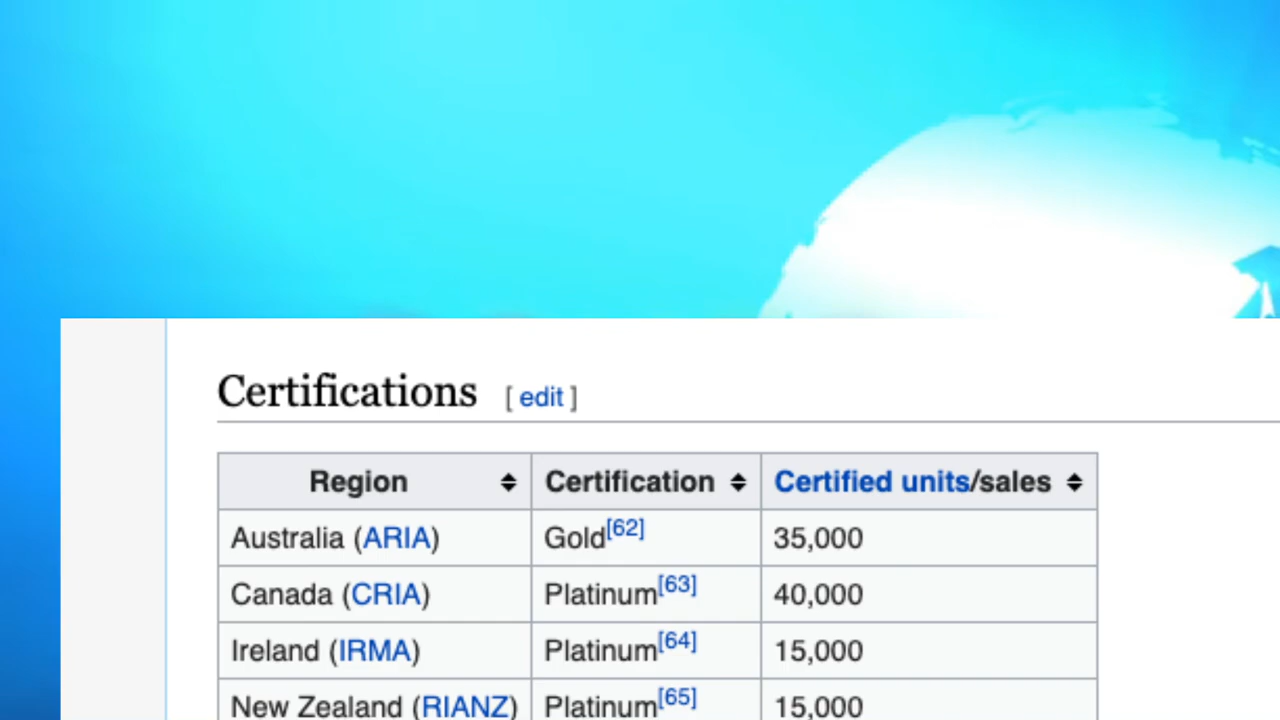 Certifications [ edit ]
Region Certification Certified units/sales
Australia (ARIA) Gold[62] 35,000
Canada (CRIA) Platinum[63] 40,000
Ireland (IRMA) Platinum[64] 15,000
New Zealand (RIANZ) Platinum[65] 15,000